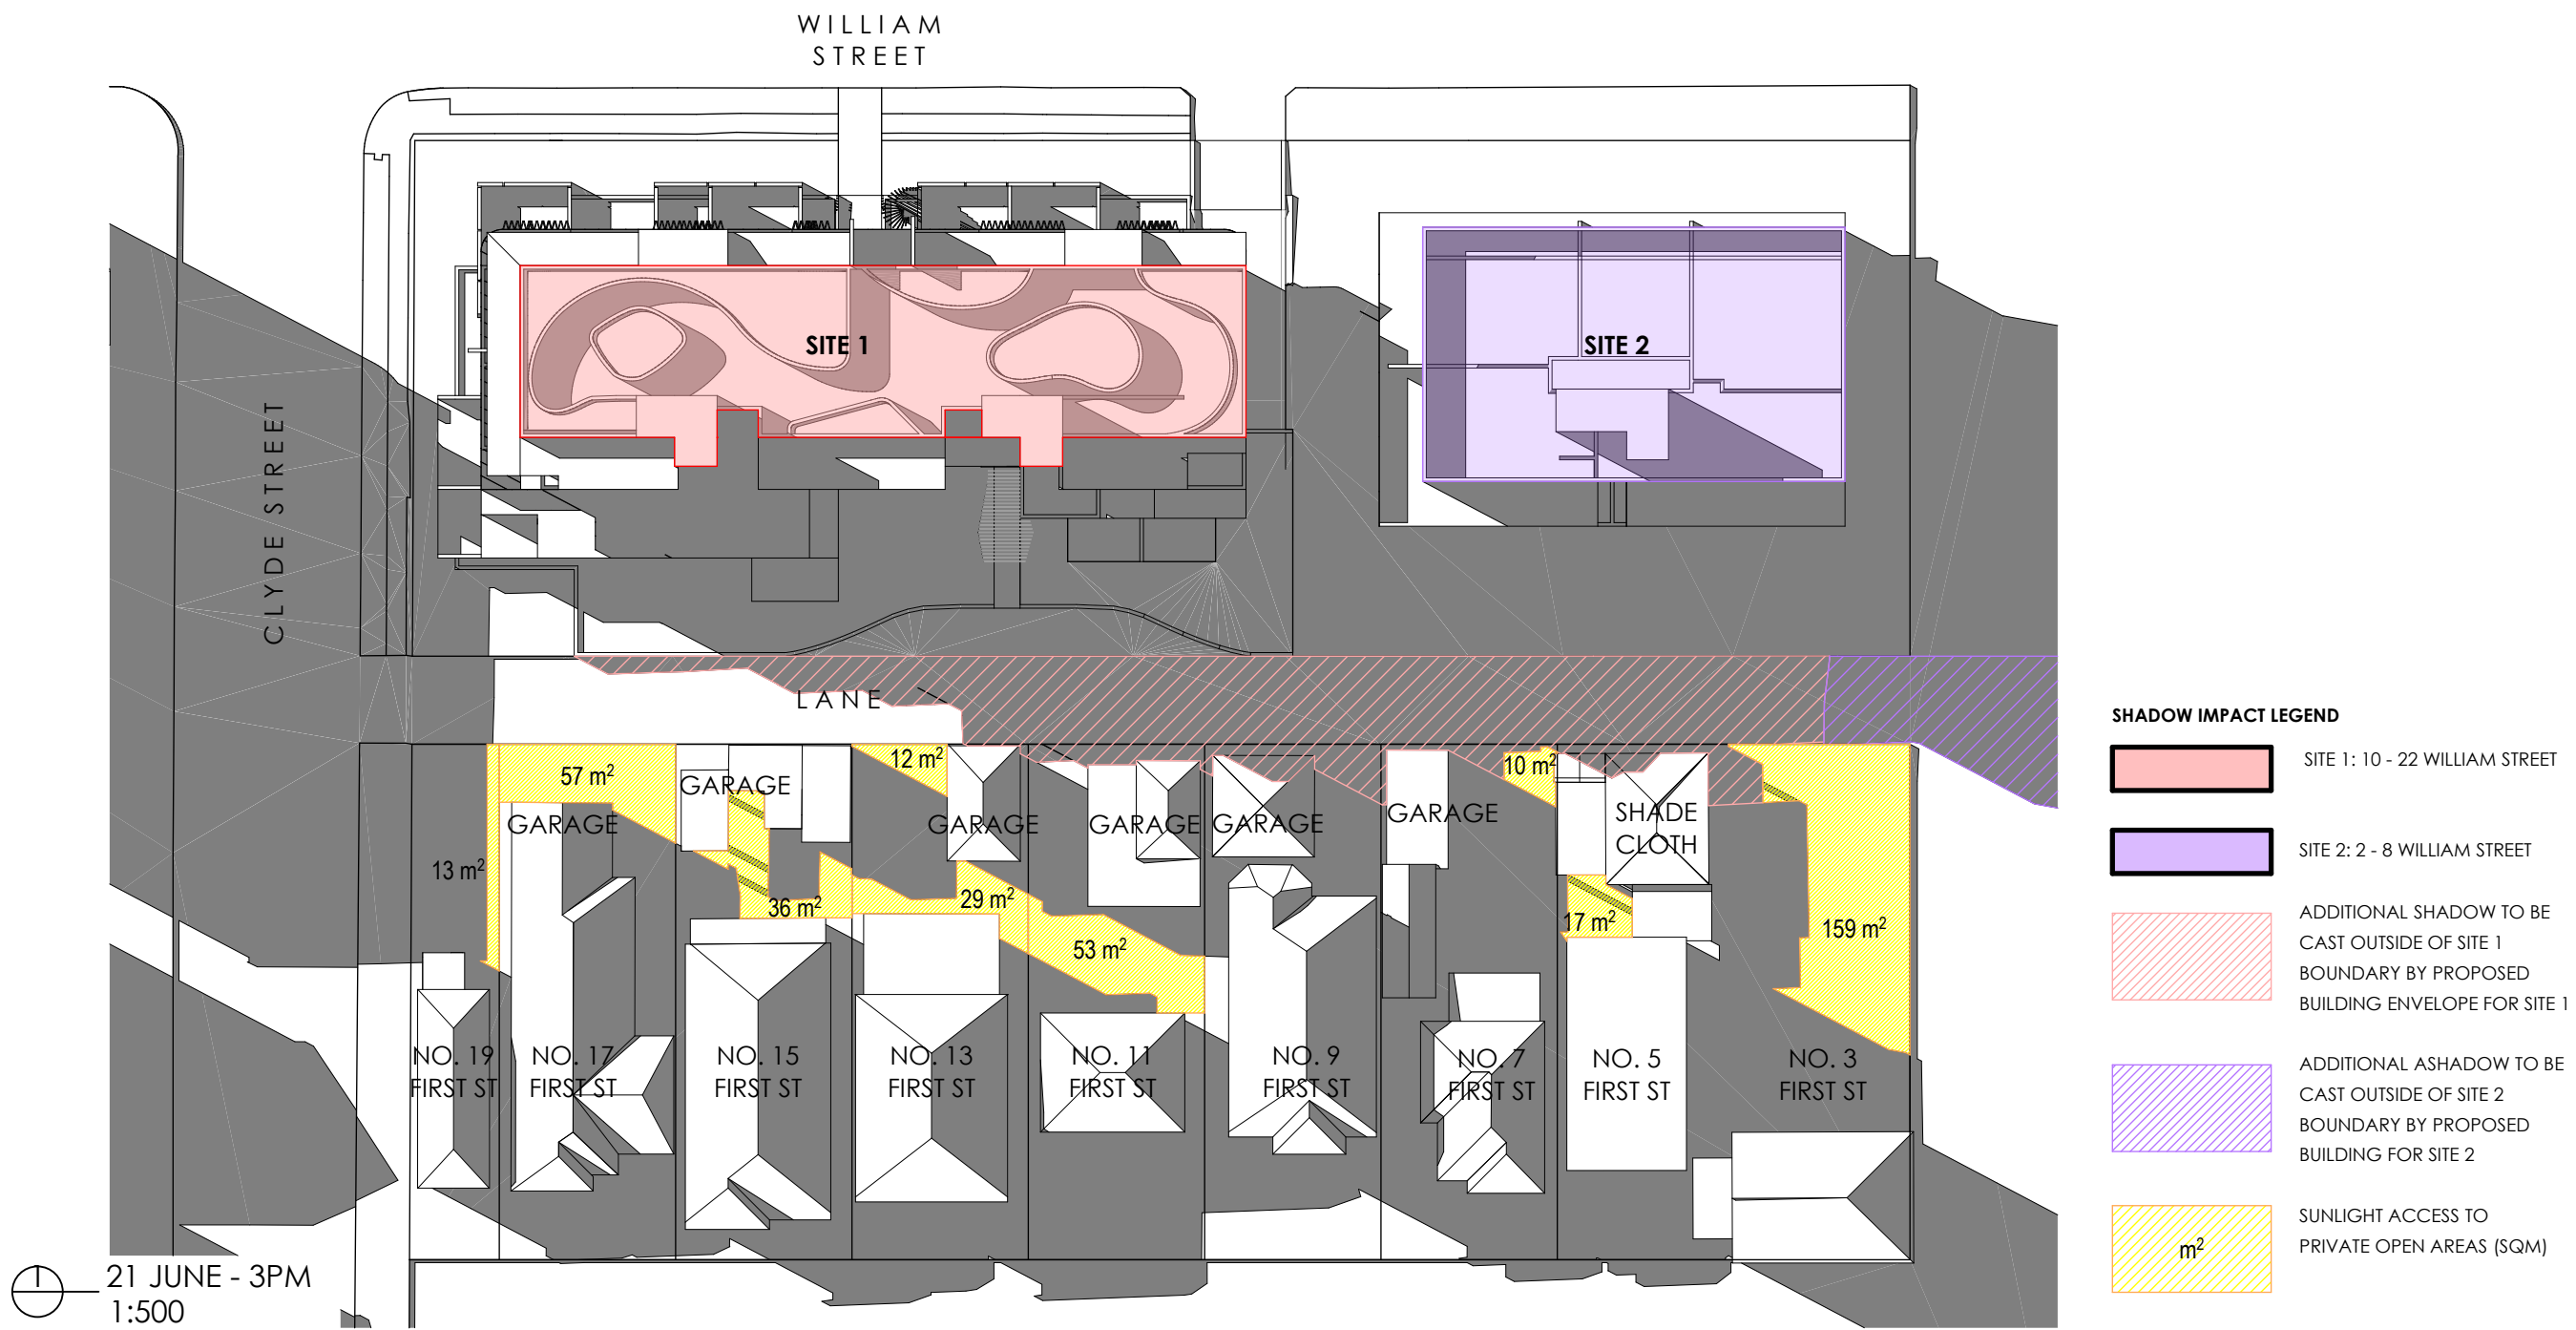 WILLIAM
STREET
SITE 1
SITE 2
CLYDE STREET
LANE
57 m²
GARAGE
12 m²
10 m²
GARAGE
GARAGE
GARAGE
GARAGE
GARAGE
SHADE
CLOTH
13 m²
36 m²
29 m²
53 m²
17 m²
159 m²
NO. 19
FIRST ST
NO. 17
FIRST ST
NO. 15
FIRST ST
NO. 13
FIRST ST
NO. 11
FIRST ST
NO. 9
FIRST ST
NO. 7
FIRST ST
NO. 5
FIRST ST
NO. 3
FIRST ST
21 JUNE - 3PM
1:500
SHADOW IMPACT LEGEND
SITE 1: 10 - 22 WILLIAM STREET
SITE 2: 2 - 8 WILLIAM STREET
ADDITIONAL SHADOW TO BE
CAST OUTSIDE OF SITE 1
BOUNDARY BY PROPOSED
BUILDING ENVELOPE FOR SITE 1
ADDITIONAL ASHADOW TO BE
CAST OUTSIDE OF SITE 2
BOUNDARY BY PROPOSED
BUILDING FOR SITE 2
m²
SUNLIGHT ACCESS TO
PRIVATE OPEN AREAS (SQM)